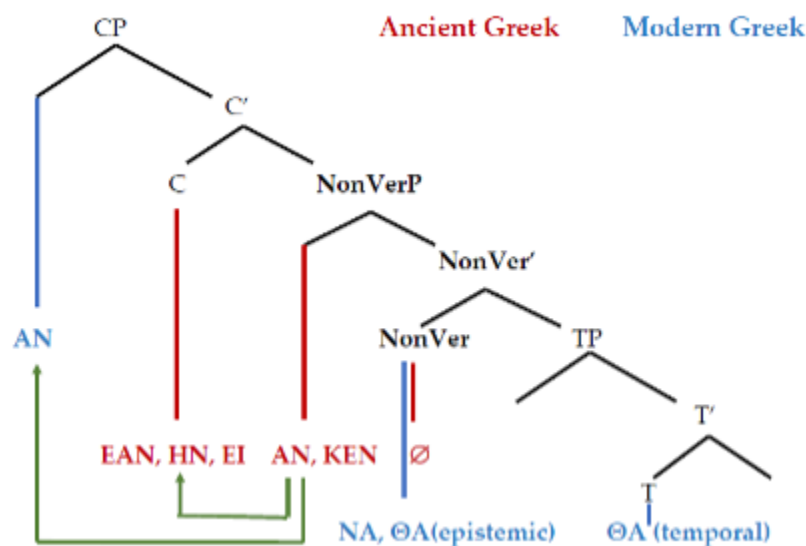 CP Ancient Greek Modern Greek
C′
C NonVerP
NonVer′
AN NonVer TP
T′
EAN, HN, EI AN, KEN ∅
T
NA, ΘA(epistemic) ΘA (temporal)